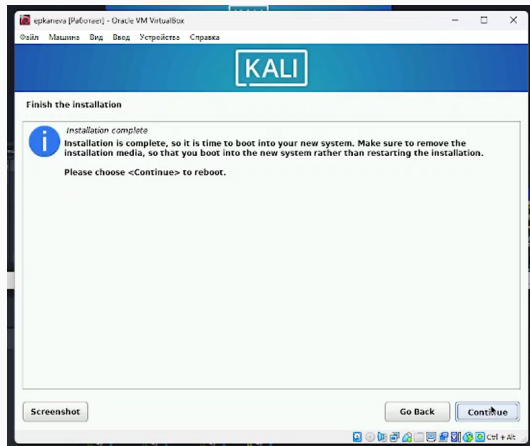 epkaneva [Работает] - Oracle VM VirtualBox
Файл Машина Вид Ввод Устройства Справка
KALI
Finish the installation
Installation complete
Installation is complete, so it is time to boot into your new system. Make sure to remove the
installation media, so that you boot into the new system rather than restarting the installation.
Please choose <Continue> to reboot.
Screenshot Go Back Continue
Ctrl + Alt